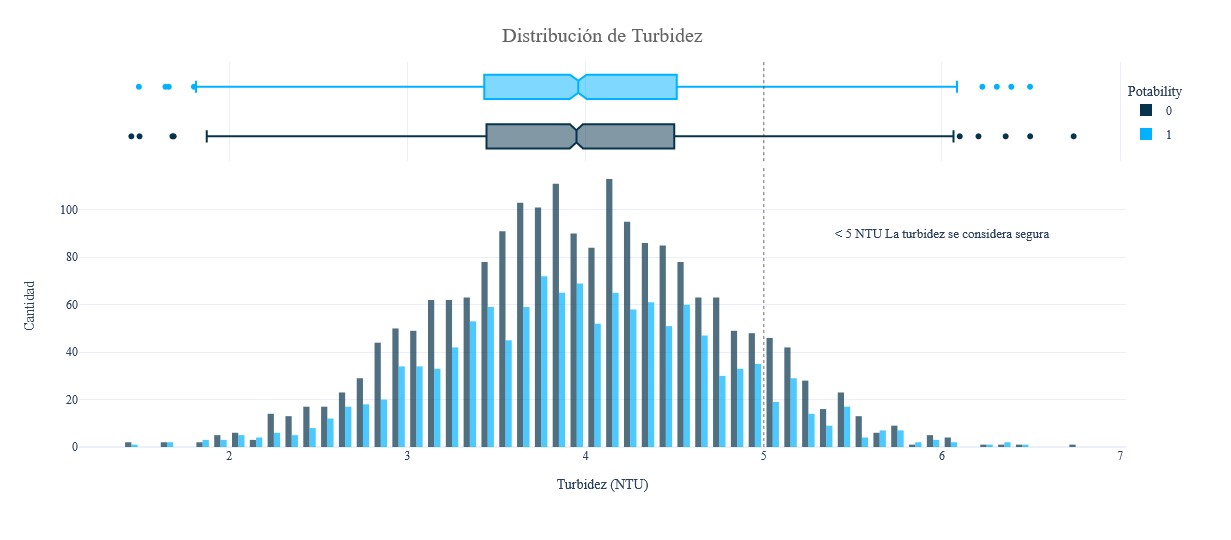 Distribución de Turbidez
Potability
0
1
100
80
60
40
20
0
Cantidad
< 5 NTU La turbidez se considera segura
2 3 4 5 6 7
Turbidez (NTU)